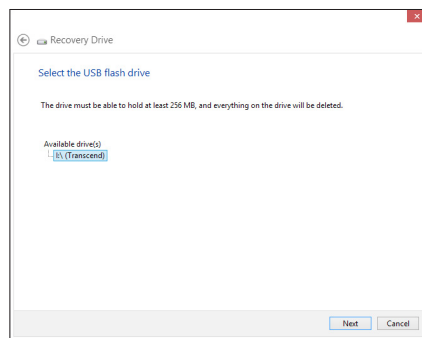 Recovery Drive
Select the USB flash drive
The drive must be able to hold at least 256 MB, and everything on the drive will be deleted.
Available drive(s)
I:\ (Transcend)
Next Cancel